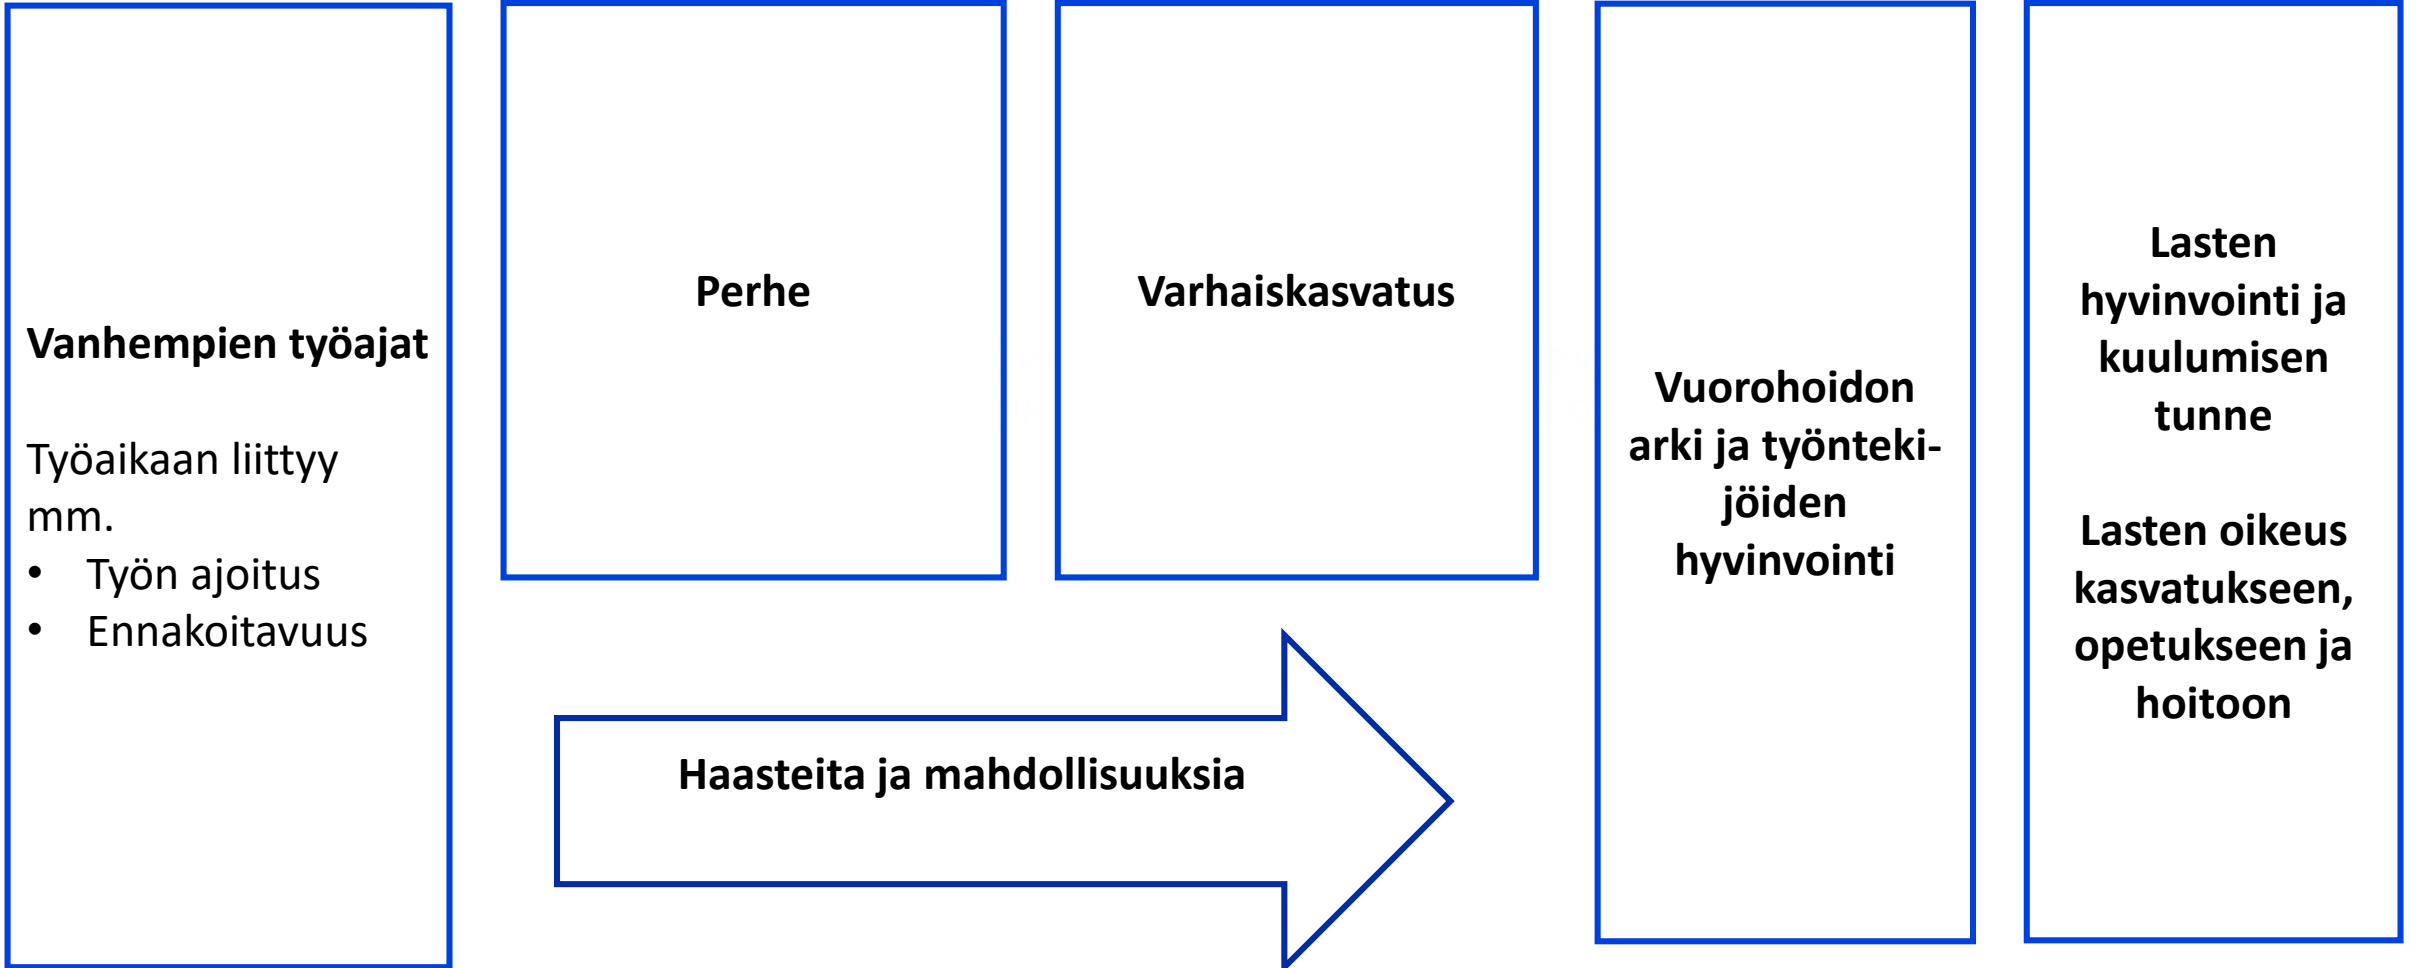 Vanhempien työajat
Työaikaan liittyy
mm.
• Työn ajoitus
• Ennakoitavuus
Perhe
Varhaiskasvatus
Haasteita ja mahdollisuuksia
Vuorohoidon
arki ja työnteki-
jöiden
hyvinvointi
Lasten
hyvinvointi ja
kuulumisen
tunne
Lasten oikeus
kasvatukseen,
opetukseen ja
hoitoon